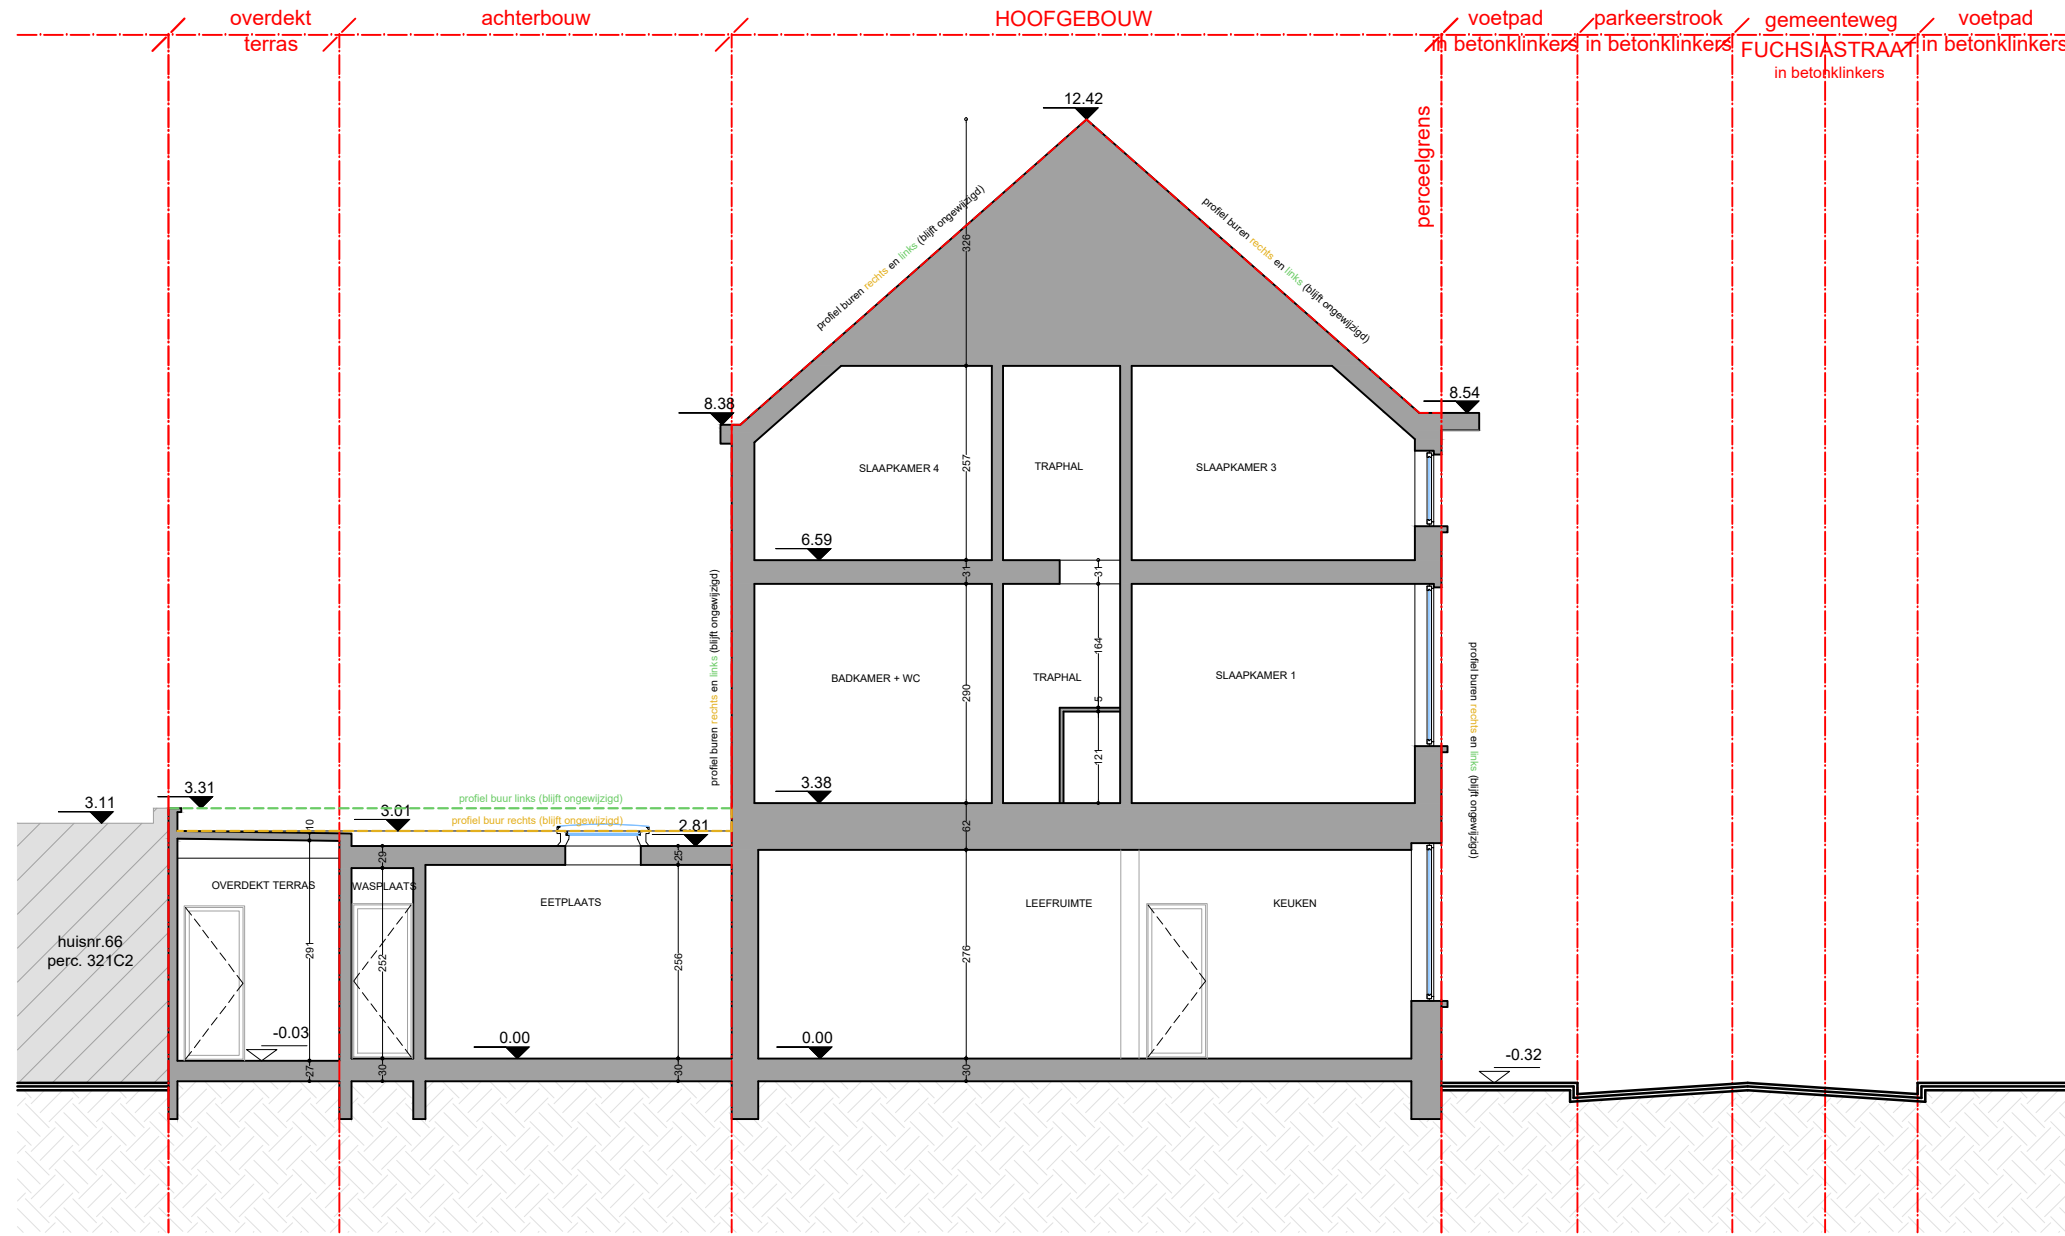 overdekt
terras
achterbouw
HOOFGEBOUW
voetpad
in betonklinkers
parkeerstrook
in betonklinkers
gemeenteweg
FUCHSIASTRAAT
in betonklinkers
voetpad
in betonklinkers
perceelgrens
12.42
326
profiel buren rechts en links (blijft ongewijzigd)
profiel buren rechts en links (blijft ongewijzigd)
8.38
8.54
SLAAPKAMER 4
257
TRAPHAL
SLAAPKAMER 3
6.59
31
31
profiel buren rechts en links (blijft ongewijzigd)
BADKAMER + WC
290
TRAPHAL
164
5
121
SLAAPKAMER 1
profiel buren rechts en links (blijft ongewijzigd)
3.38
62
3.11
3.31
profiel buur links (blijft ongewijzigd)
profiel buur rechts (blijft ongewijzigd)
10
3.01
2.81
29
25
OVERDEKT TERRAS
WASPLAATS
EETPLAATS
LEEFRUIMTE
KEUKEN
huisnr.66
perc. 321C2
291
252
256
276
-0.03
0.00
0.00
-0.32
27
30
30
30